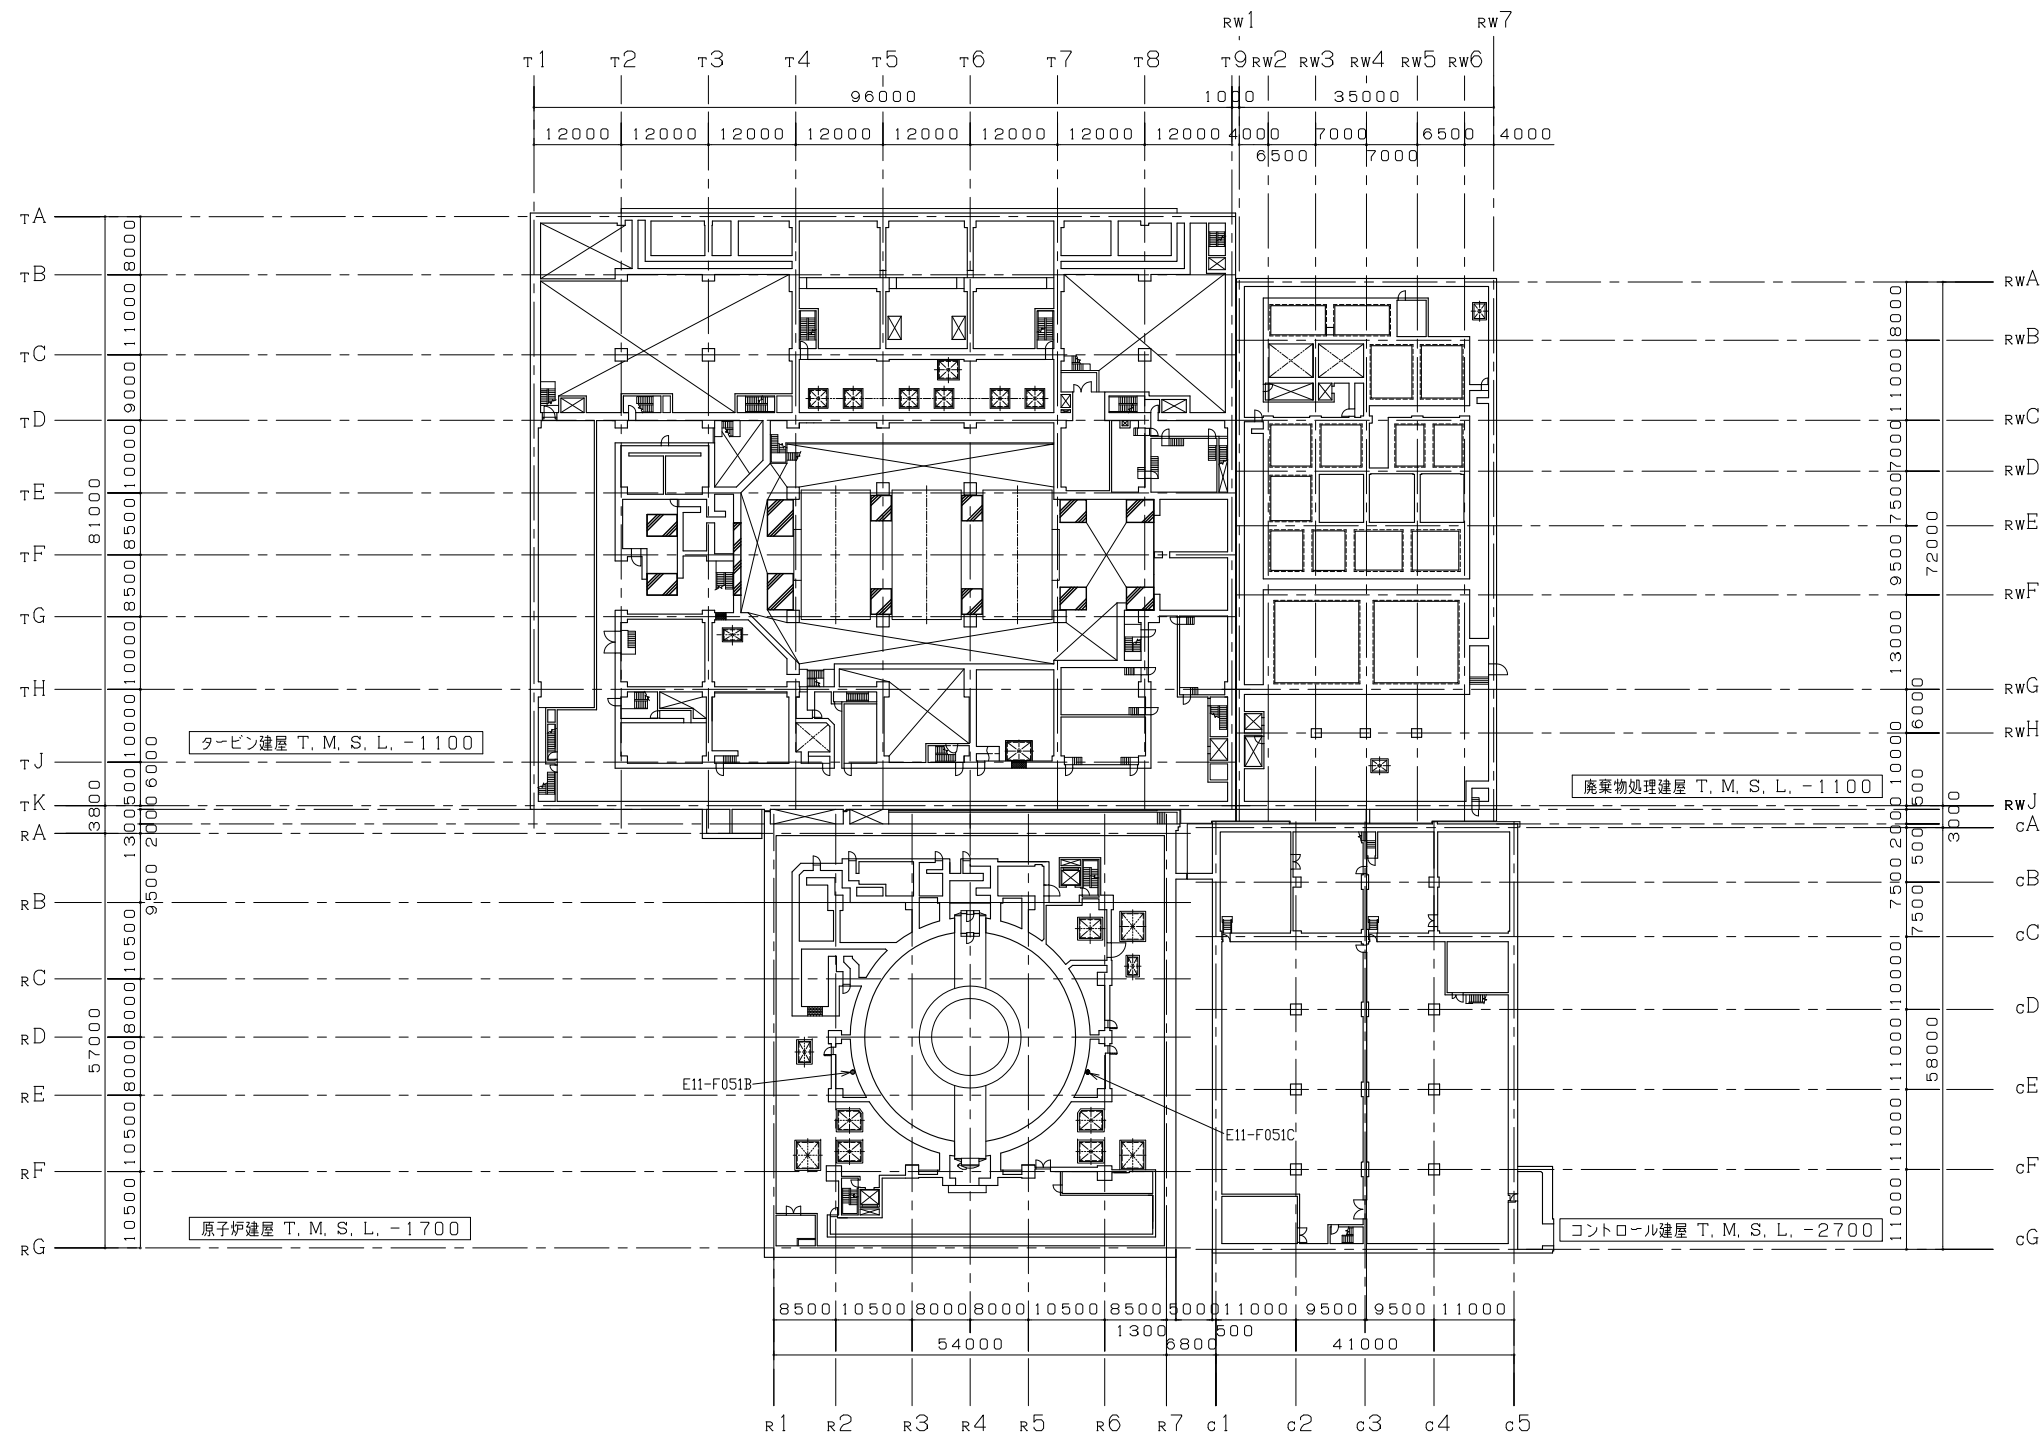 RW1 RW7
T1 T2 T3 T4 T5 T6 T7 T8 T9 RW2 RW3 RW4 RW5 RW6
96000 1000 35000
12000 12000 12000 12000 12000 12000 12000 12000 4000 7000 6500 4000
6500 7000
TA
TB
TC
TD
TE
TF
TG
TH
TJ
TK
RA
RB
RC
RD
RE
RF
RG
8000
11000
9000
10000
8500
8500
10000
10000
6000
500
1300
2000
9500
10500
8000
8000
10500
10500
81000
3800
57000
RWA
RWB
RWC
RWD
RWE
RWF
RWG
RWH
RWJ
CA
CB
CC
CD
CE
CF
CG
8000
11000
7000
7500
9500
13000
6000
10000
500
2000
500
7500
7500
10000
11000
11000
11000
72000
3000
58000
タービン建屋 T.M.S.L.-1100
廃棄物処理建屋 T.M.S.L.-1100
E11-F051B
E11-F051C
原子炉建屋 T.M.S.L.-1700
コントロール建屋 T.M.S.L.-2700
8500 10500 8000 8000 10500 8500 5000 11000 9500 9500 11000
1300 500
54000 6800 41000
R1 R2 R3 R4 R5 R6 R7 C1 C2 C3 C4 C5